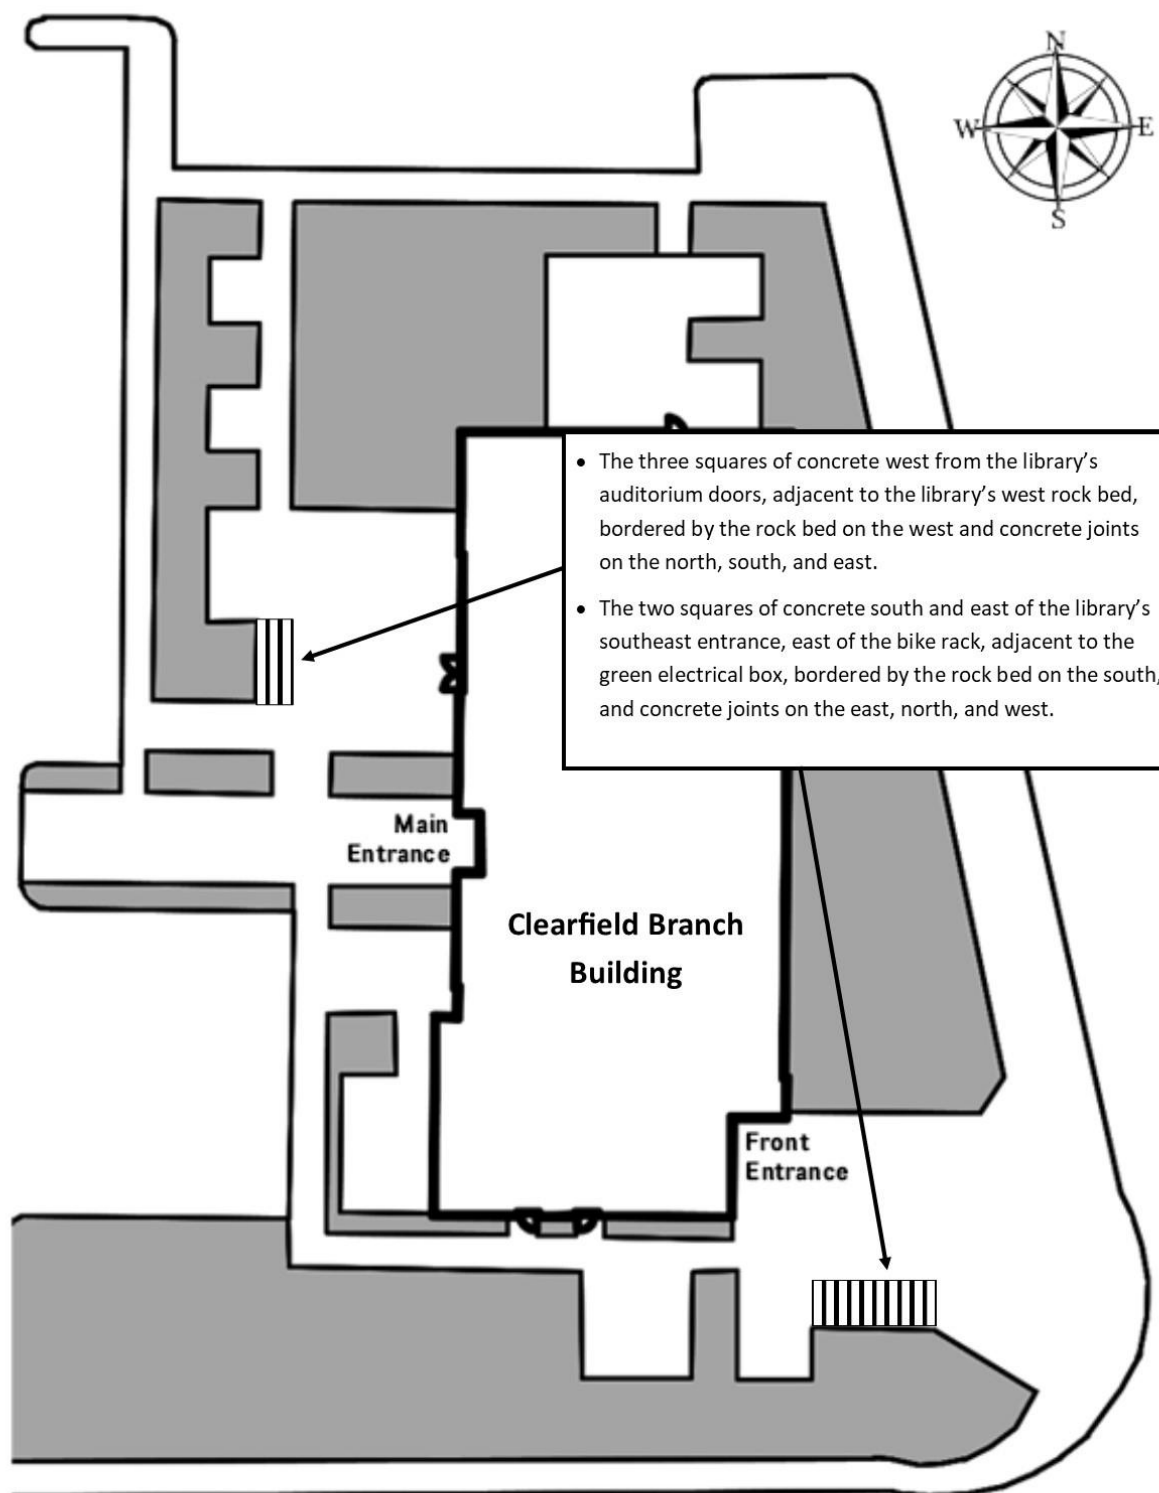 N
W E
S
• The three squares of concrete west from the library’s
auditorium doors, adjacent to the library’s west rock bed,
bordered by the rock bed on the west and concrete joints
on the north, south, and east.
• The two squares of concrete south and east of the library’s
southeast entrance, east of the bike rack, adjacent to the
green electrical box, bordered by the rock bed on the south,
and concrete joints on the east, north, and west.
Main
Entrance
Clearfield Branch
Building
Front
Entrance